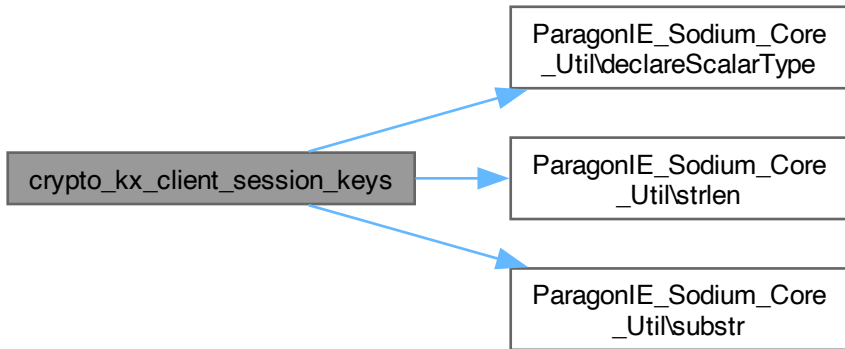 ParagonIE_Sodium_Core
_Util\declareScalarType
crypto_kx_client_session_keys
ParagonIE_Sodium_Core
_Util\strlen
ParagonIE_Sodium_Core
_Util\substr